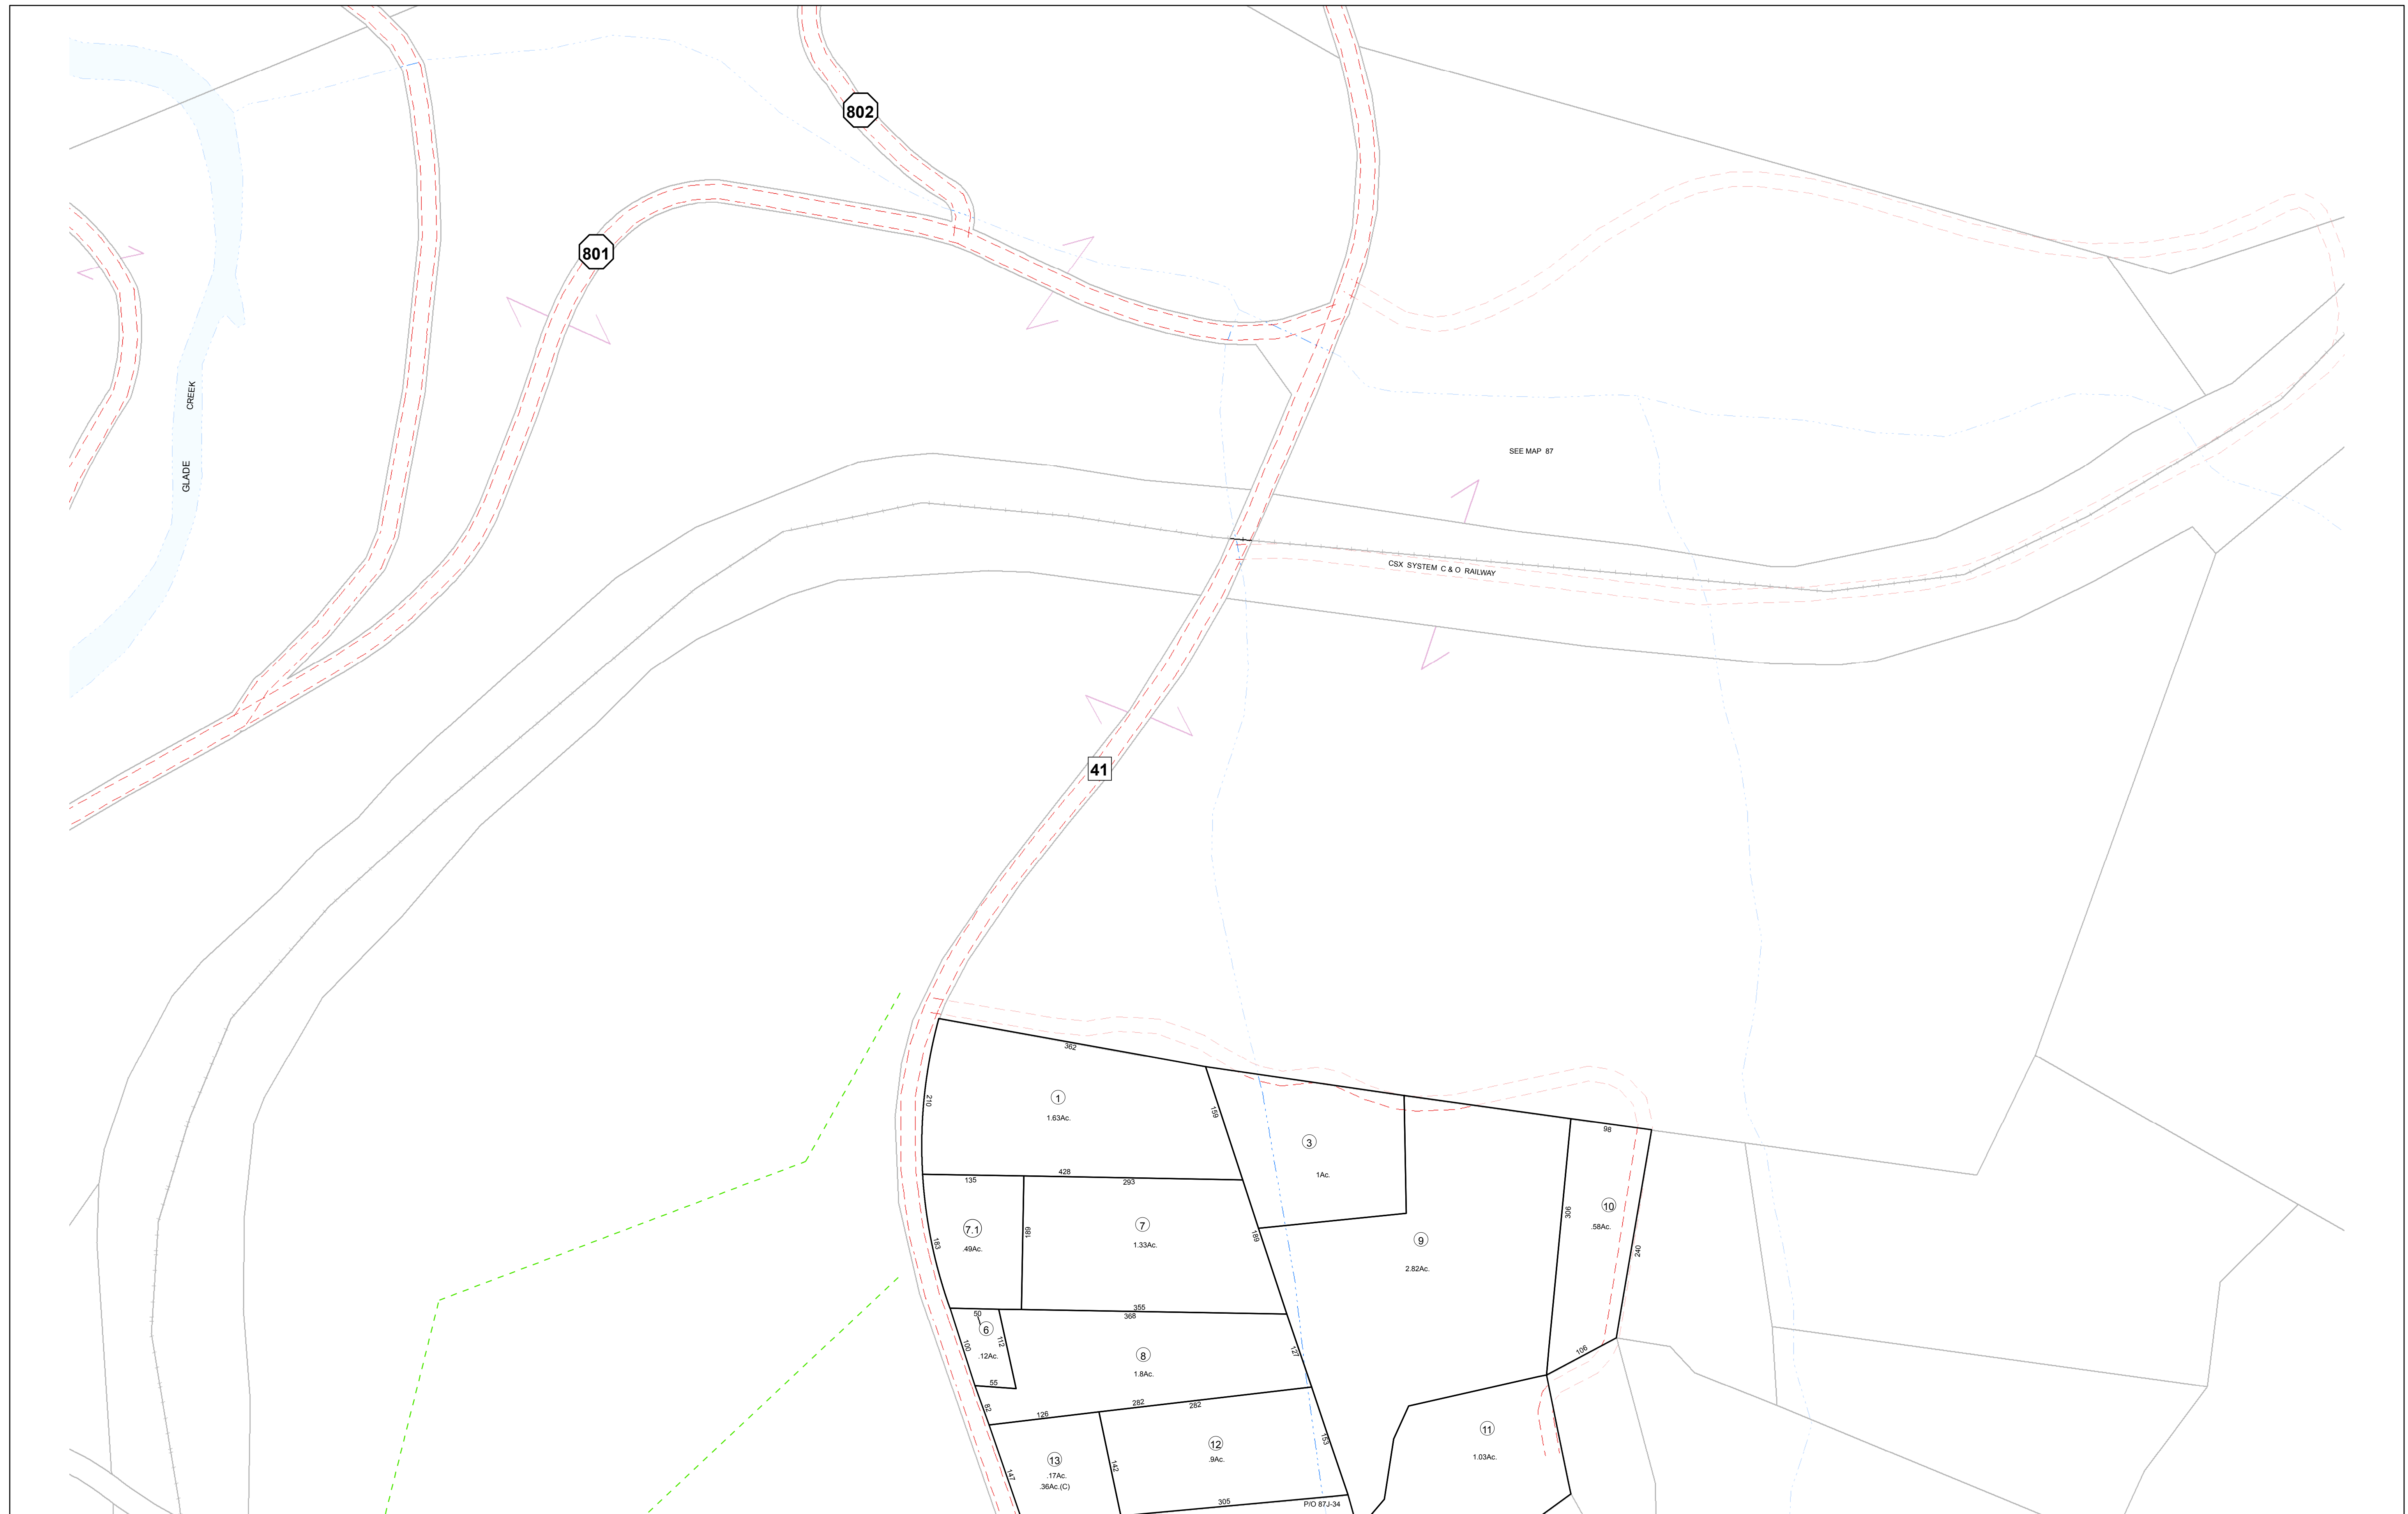 802
801
GLADE CREEK
SEE MAP 87
CSX SYSTEM C & O RAILWAY
41
362
210
1
1.63Ac.
159
3
1Ac.
98
10
.58Ac.
306
240
428
135
293
7.1
.49Ac.
183
189
7
1.33Ac.
189
9
2.82Ac.
355
50
368
6
.12Ac.
100
112
55
8
1.8Ac.
127
106
82
126
282
282
11
1.03Ac.
13
.17Ac.
.36Ac.(C)
147
142
12
.9Ac.
153
305
P/O 87J-34